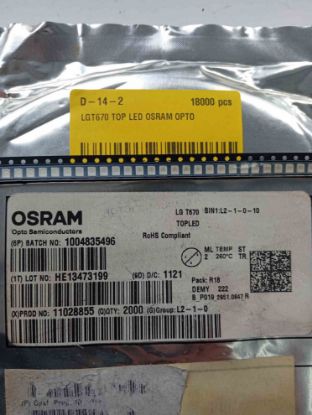 D-14-2 18000 pcs
LGT670 TOP LED OSRAM OPTO
OSRAM
Opto Semiconductors
LG T670 BIN1:L2-1-0-10
TOPLED
RoHS Compliant
(6P) BATCH NO: 1004835496
ML TEMP ST
2 260°C TR
(1T) LOT NO: HE13473199 (9D) D/C: 1121
Pack: R18
DEMY 222
(X)PROD NO: 11028855 (Q)QTY: 2000 (G)Group: L2-1-0